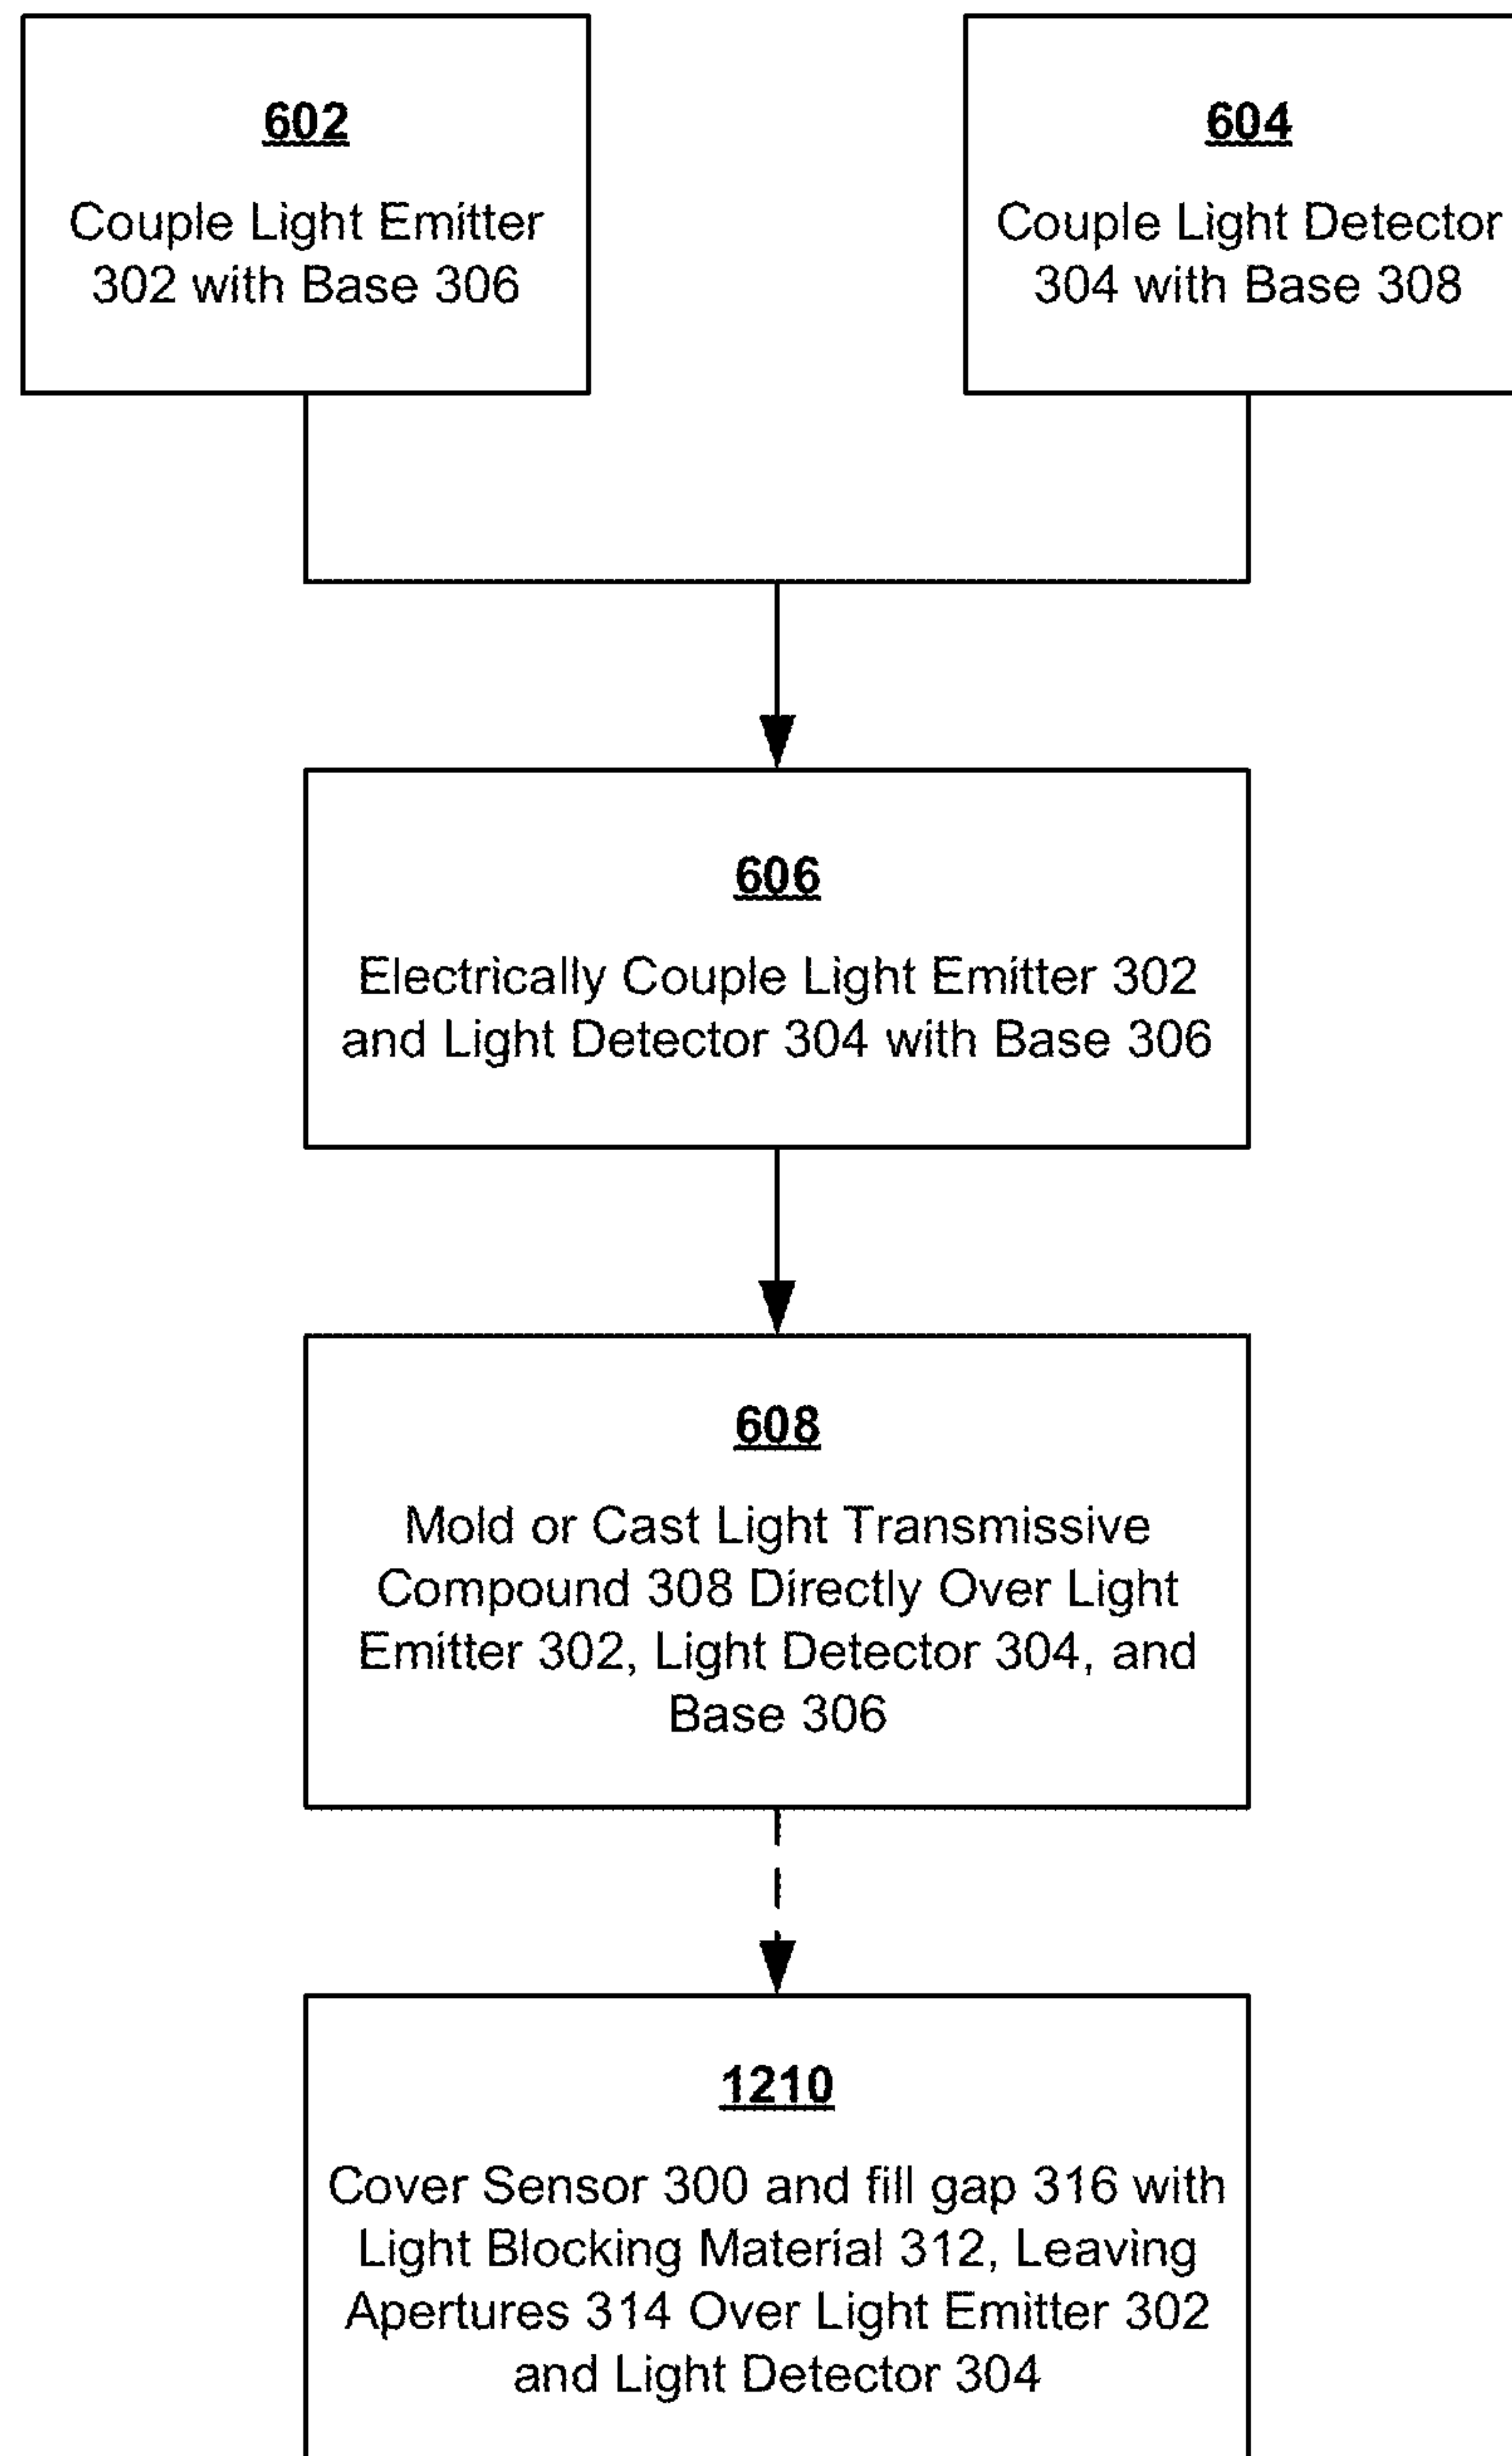 602
Couple Light Emitter
302 with Base 306
604
Couple Light Detector
304 with Base 308
606
Electrically Couple Light Emitter 302
and Light Detector 304 with Base 306
608
Mold or Cast Light Transmissive
Compound 308 Directly Over Light
Emitter 302, Light Detector 304, and
Base 306
1210
Cover Sensor 300 and fill gap 316 with
Light Blocking Material 312, Leaving
Apertures 314 Over Light Emitter 302
and Light Detector 304